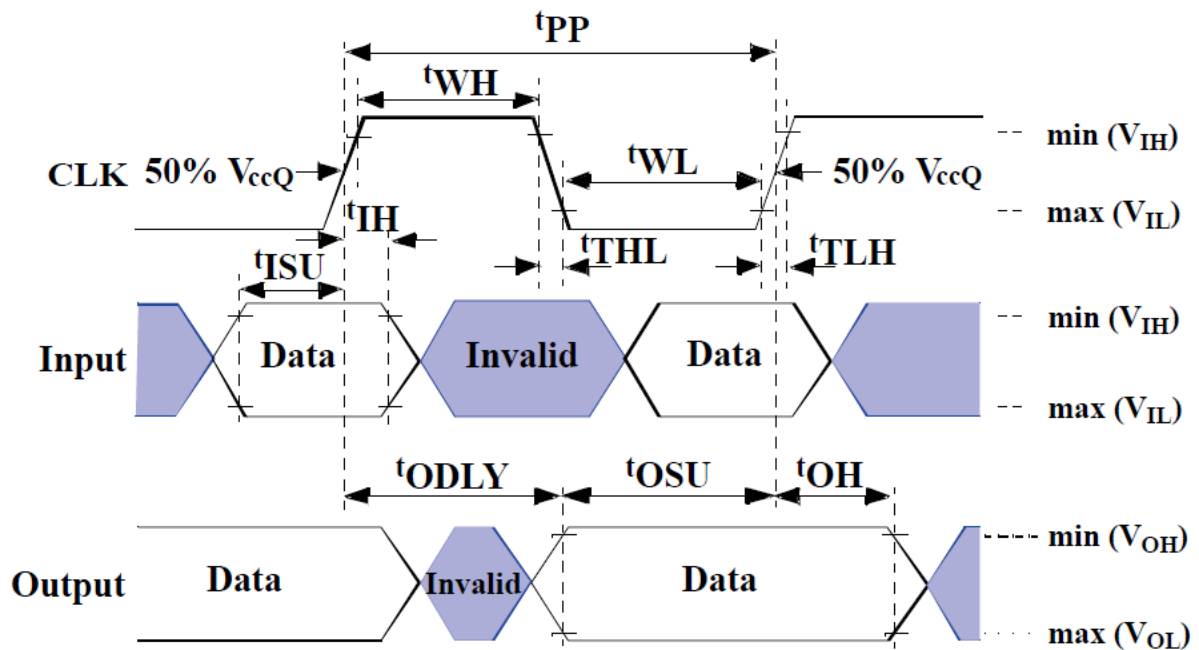 tPP
tWH
CLK 50% VccQ
tWL
50% VccQ
min (VIH)
max (VIL)
tIH
tTHL
tTLH
tISU
Input
Data
Invalid
Data
min (VIH)
max (VIL)
tODLY
tOSU
tOH
Output
Data
Invalid
Data
min (VOH)
max (VOL)